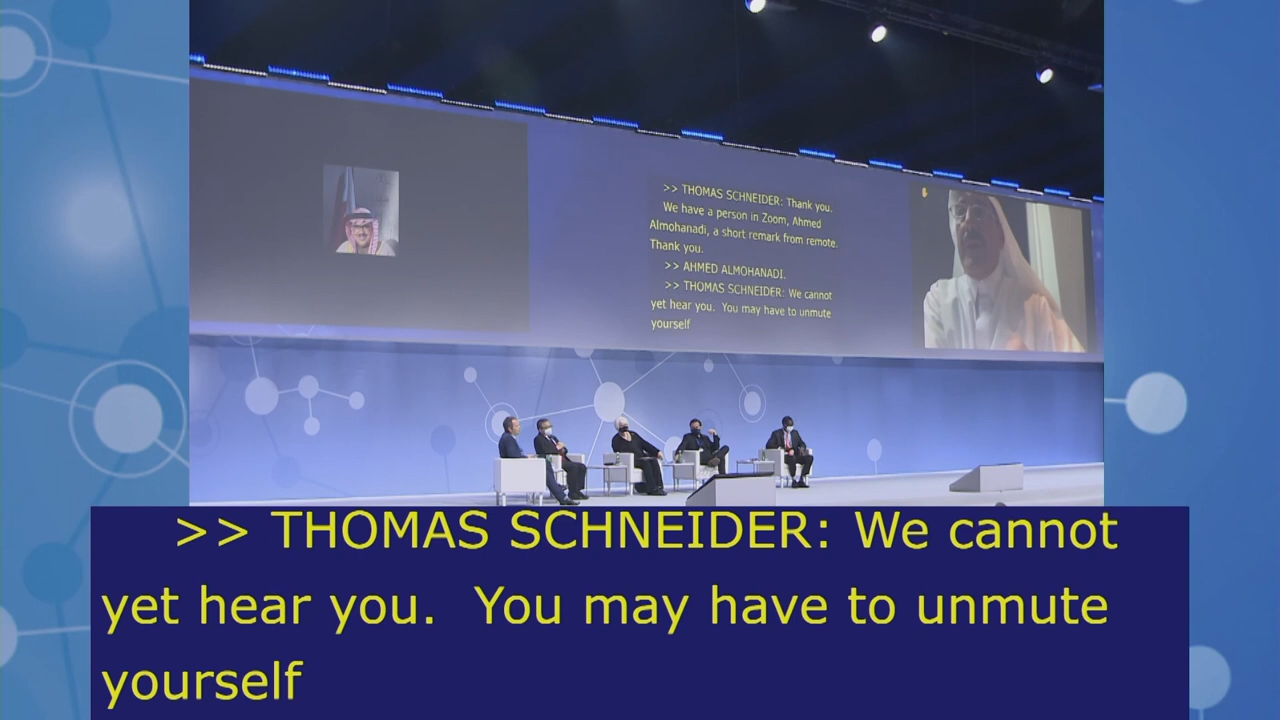 >> THOMAS SCHNEIDER: Thank you.
We have a person in Zoom, Ahmed
Almohanadi, a short remark from remote.
Thank you.
>> AHMED ALMOHANADI.
>> THOMAS SCHNEIDER: We cannot
yet hear you. You may have to unmute
yourself
>> THOMAS SCHNEIDER: We cannot
yet hear you. You may have to unmute
yourself